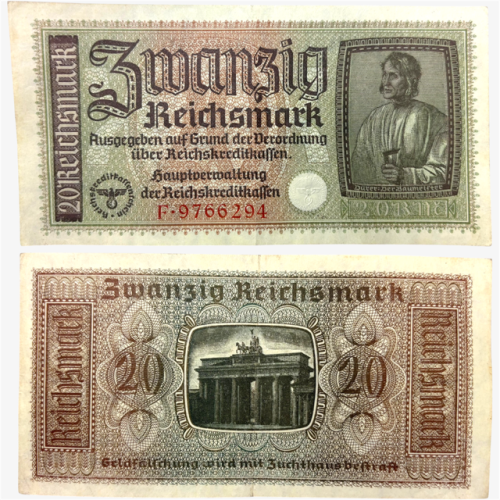 20 Reichsmark
Zwanzig
Reichsmark
Ausgegeben auf Grund der Verordnung
über Reichskreditkassen.
Hauptverwaltung
der Reichskreditkassen
F·9766294
Reichskreditkassenschein
Zwanzig Reichsmark
Reichsmark
20
20
Reichsmark
Geldfälschung wird mit Zuchthaus bestraft